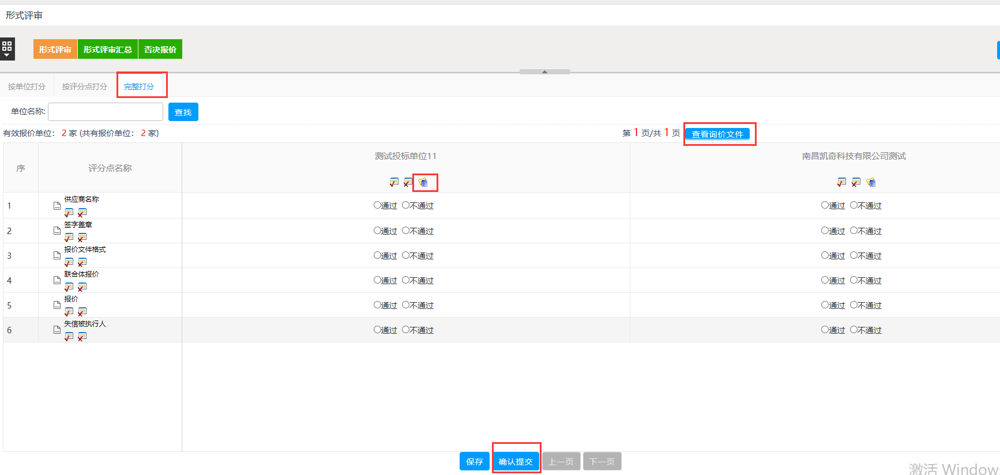 形式评审
形式评审 形式评审汇总 否决报价
按单位打分 按评分点打分 完整打分
单位名称: 查找
有效报价单位： 2 家 (共有报价单位： 2 家) 第 1 页/共 1 页 查看询价文件
序 评分点名称 测试投标单位11 南昌凯奇科技有限公司测试
1 供应商名称 通过 不通过 通过 不通过
2 签字盖章 通过 不通过 通过 不通过
3 报价文件格式 通过 不通过 通过 不通过
4 联合体报价 通过 不通过 通过 不通过
5 报价 通过 不通过 通过 不通过
6 失信被执行人 通过 不通过 通过 不通过
保存 确认提交 上一页 下一页
激活 Window